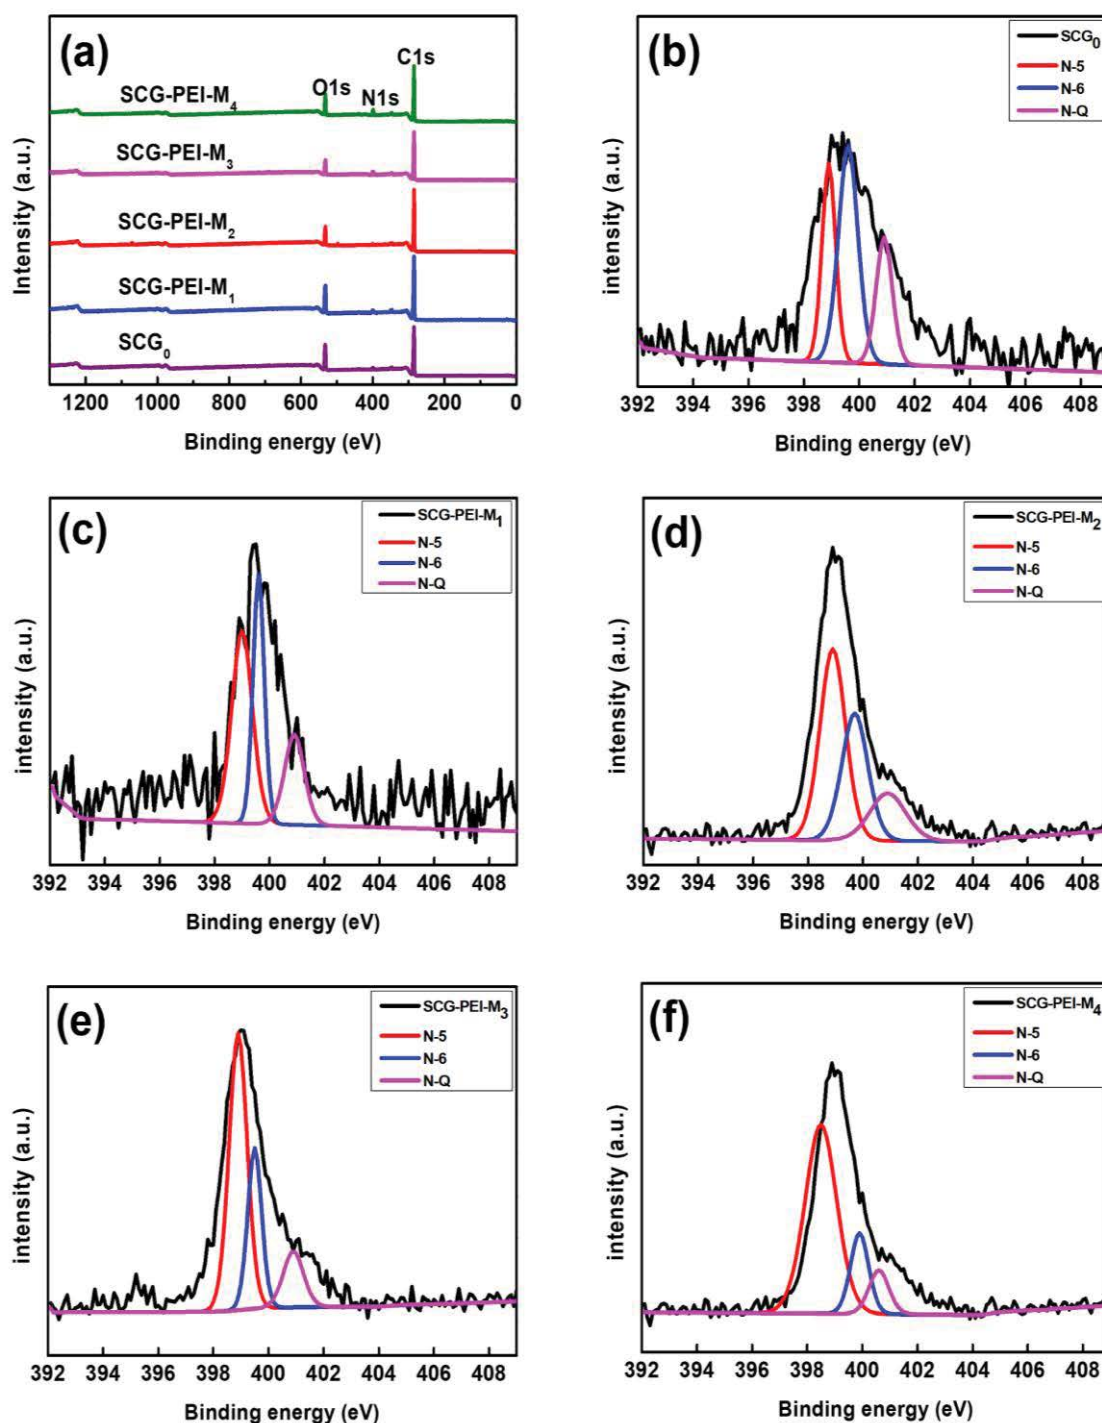 (a)
C1s
O1s
N1s
SCG-PEI-M4
SCG-PEI-M3
SCG-PEI-M2
SCG-PEI-M1
SCG0
Intensity (a.u.)
1200 1000 800 600 400 200 0
Binding energy (eV)
(b)
SCG0
N-5
N-6
N-Q
intensity (a.u.)
392 394 396 398 400 402 404 406 408
Binding energy (eV)
(c)
SCG-PEI-M1
N-5
N-6
N-Q
intensity (a.u.)
392 394 396 398 400 402 404 406 408
Binding energy (eV)
(d)
SCG-PEI-M2
N-5
N-6
N-Q
intensity (a.u.)
392 394 396 398 400 402 404 406 408
Binding energy (eV)
(e)
SCG-PEI-M3
N-5
N-6
N-Q
intensity (a.u.)
392 394 396 398 400 402 404 406 408
Binding energy (eV)
(f)
SCG-PEI-M4
N-5
N-6
N-Q
intensity (a.u.)
392 394 396 398 400 402 404 406 408
Binding energy (eV)